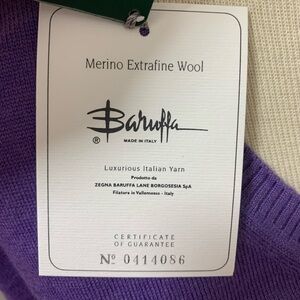 Merino Extrafine Wool
Baruffa
® MADE IN ITALY
Luxurious Italian Yarn
Prodotto da
ZEGNA BARUFFA LANE BORGOSESIA SpA
Filatura in Vallemosso - Italy
CERTIFICATE
OF GUARANTEE
Nº 0414086